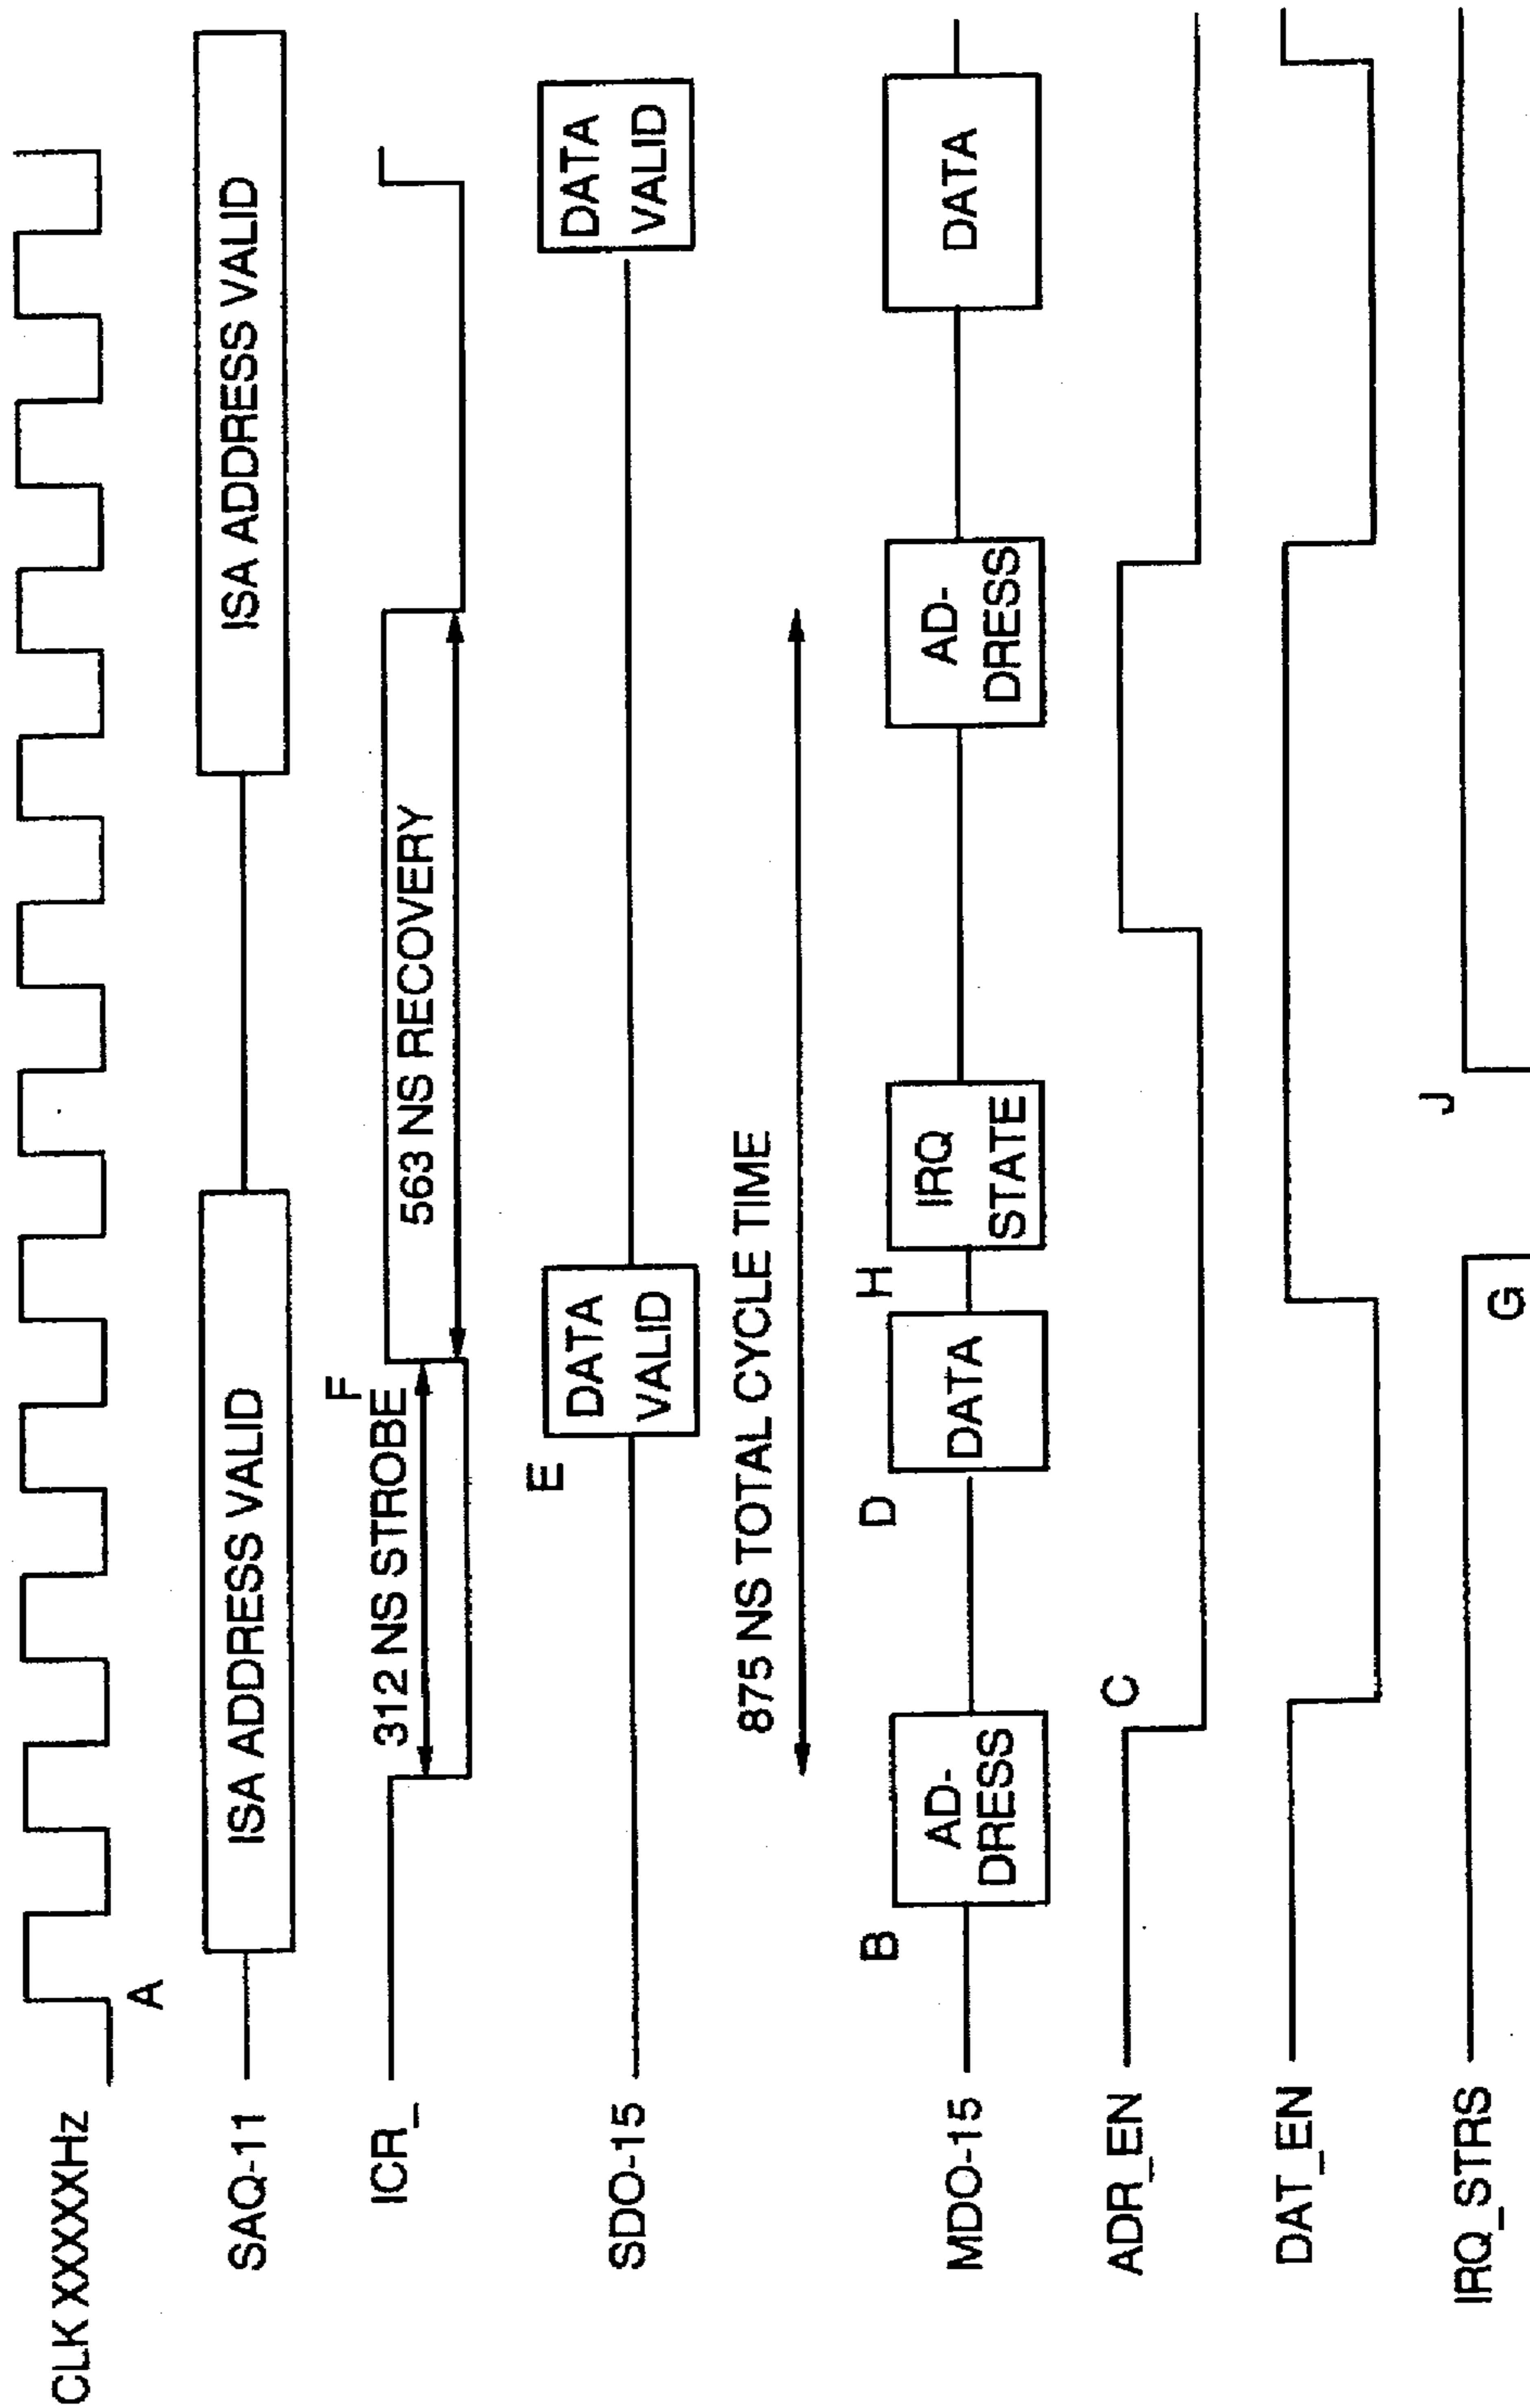 CLK XXXXXHz
A
SAQ-11
ISA ADDRESS VALID
ISA ADDRESS VALID
ICR_
312 NS STROBE
F
563 NS RECOVERY
SDO-15
E
DATA
VALID
DATA
VALID
875 NS TOTAL CYCLE TIME
MDO-15
B
AD-
DRESS
D
DATA
H
IRQ
STATE
AD-
DRESS
DATA
ADR_EN
C
DAT_EN
IRQ_STRS
G
J